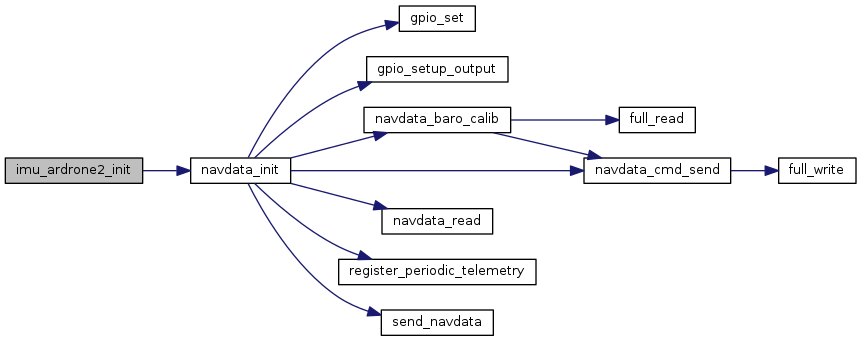 gpio_set
gpio_setup_output
navdata_baro_calib
full_read
imu_ardrone2_init
navdata_init
navdata_cmd_send
full_write
navdata_read
register_periodic_telemetry
send_navdata